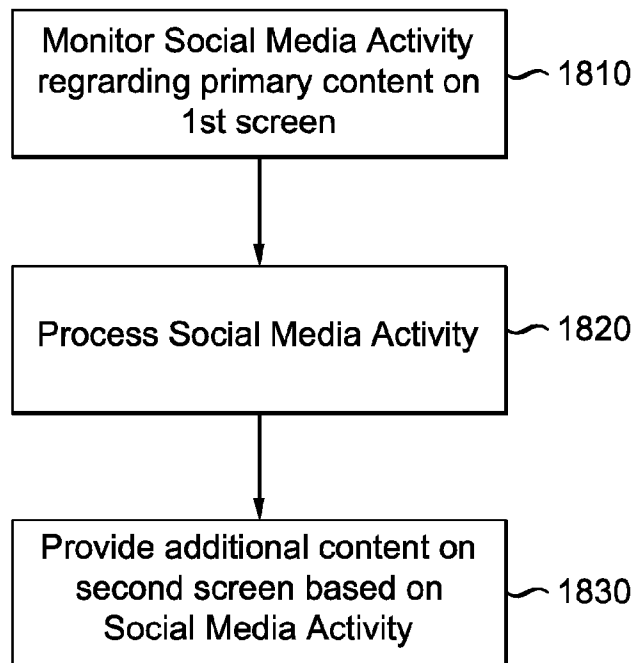 Monitor Social Media Activity
regrarding primary content on
1st screen
1810
Process Social Media Activity
1820
Provide additional content on
second screen based on
Social Media Activity
1830